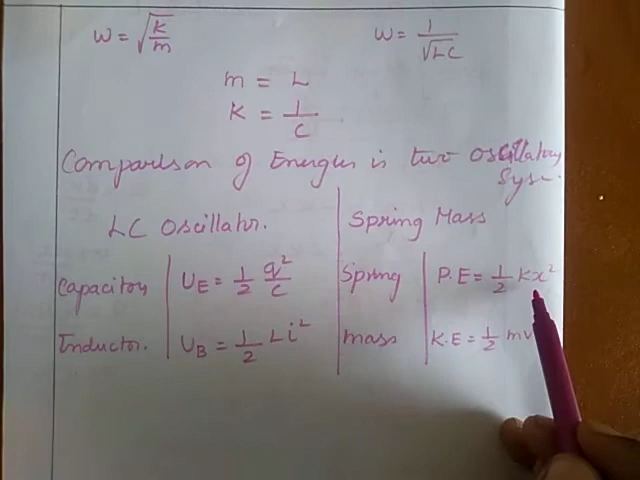 W = √k/m W = 1/√LC
m = L
K = 1/C
Comparison of Energies is two Oscillatory
Sys
LC Oscillator. Spring Mass
Capacitor U_E = 1/2 q²/c Spring P.E = 1/2 Kx²
Inductor. U_B = 1/2 Li² mass K.E = 1/2 mv